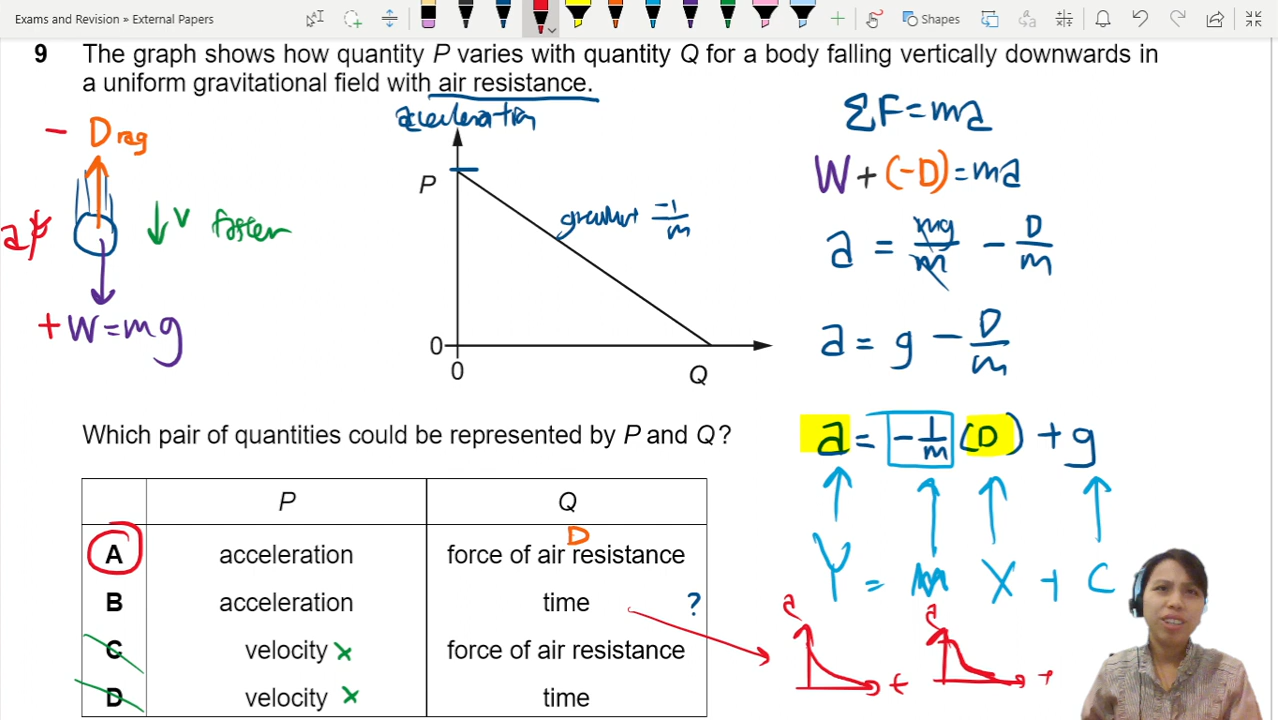 Exams and Revision » External Papers
Shapes
9 The graph shows how quantity P varies with quantity Q for a body falling vertically downwards in
a uniform gravitational field with air resistance.
acceleration
- Drag
a
↓ v faster
+W=mg
P
gradient -1/m
0
0
Q
ΣF=ma
W + (-D) = ma
a = mg/m - D/m
a = g - D/m
a = -1/m (D) + g
Y = m X + C
Which pair of quantities could be represented by P and Q?
P Q
D
A acceleration force of air resistance
B acceleration time ?
C velocity x force of air resistance
D velocity x time
a t
a t